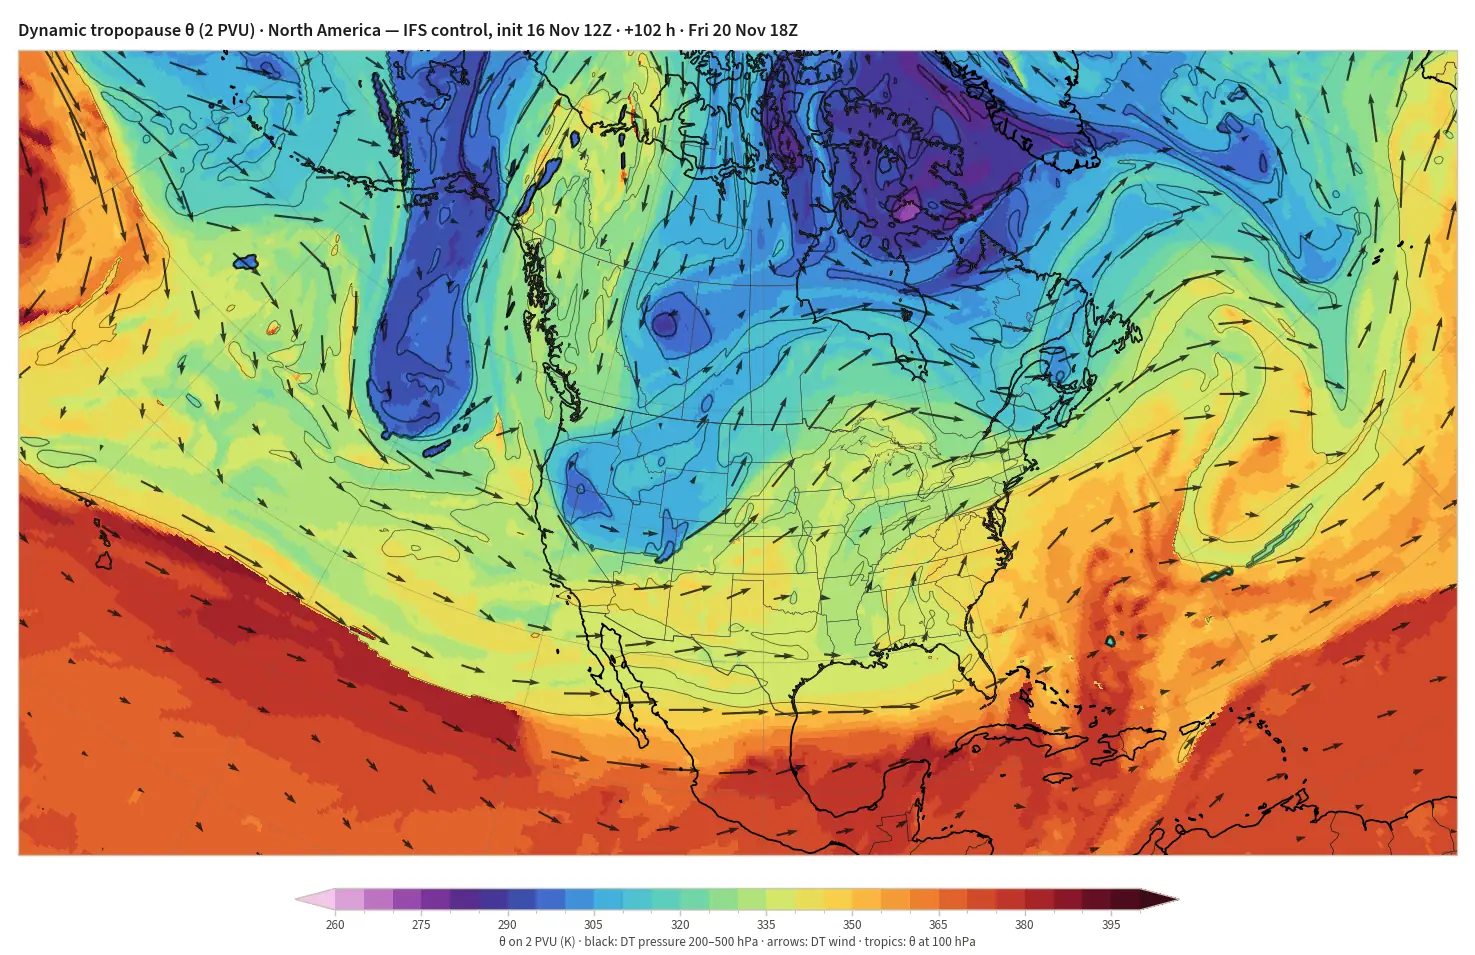 Dynamic tropopause θ (2 PVU) · North America — IFS control, init 16 Nov 12Z · +102 h · Fri 20 Nov 18Z
260 275 290 305 320 335 350 365 380 395
θ on 2 PVU (K) · black: DT pressure 200–500 hPa · arrows: DT wind · tropics: θ at 100 hPa